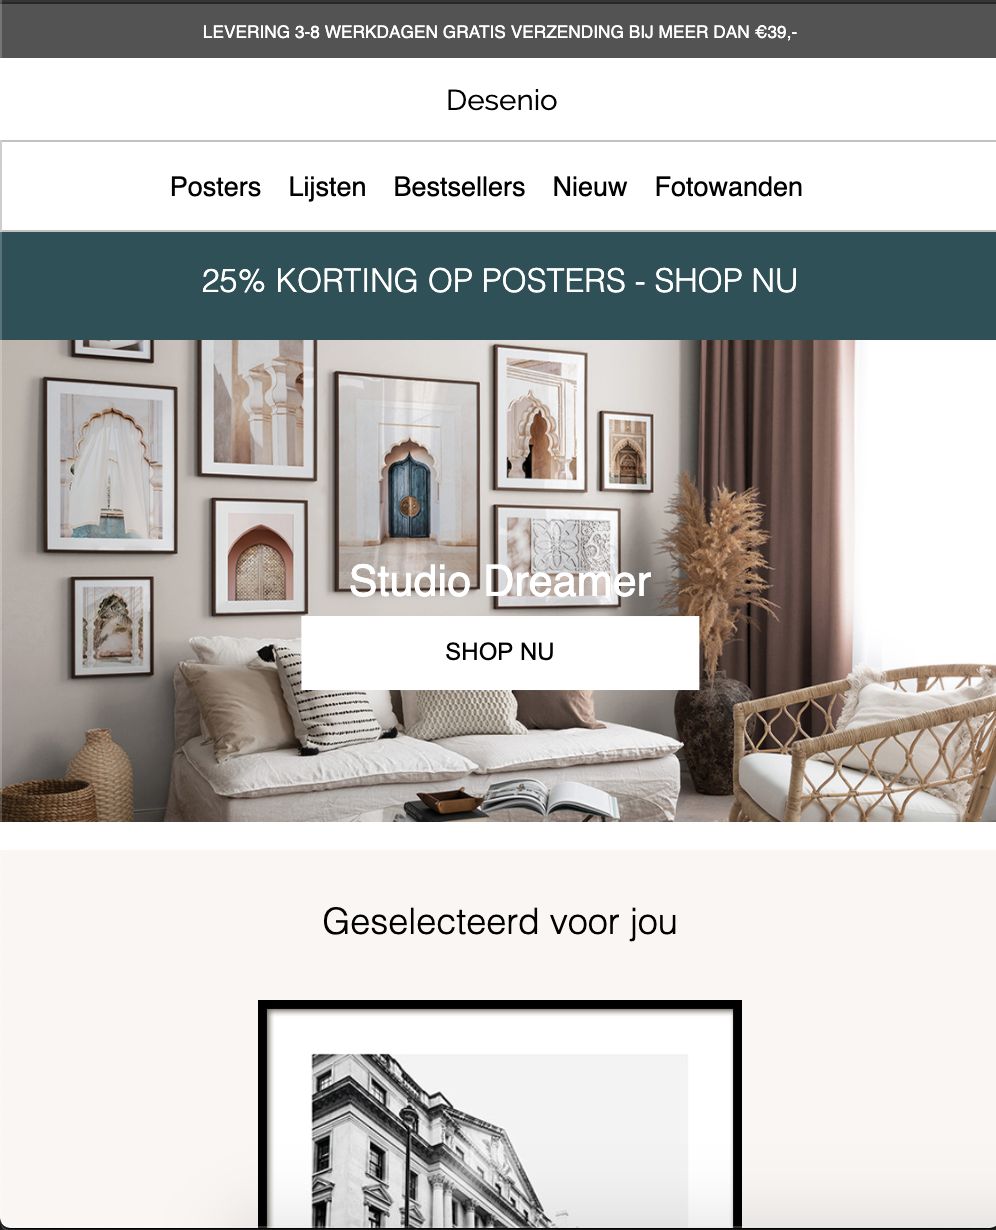 LEVERING 3-8 WERKDAGEN GRATIS VERZENDING BIJ MEER DAN €39,-
Desenio
Posters Lijsten Bestsellers Nieuw Fotowanden
25% KORTING OP POSTERS - SHOP NU
Studio Dreamer
SHOP NU
Geselecteerd voor jou